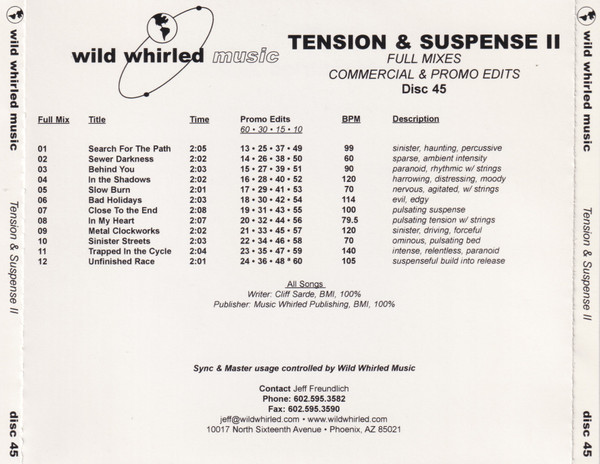 wild whirled music
TENSION & SUSPENSE II
FULL MIXES
COMMERCIAL & PROMO EDITS
Disc 45
Full Mix Title Time Promo Edits BPM Description
60 • 30 • 15 • 10
01 Search For The Path 2:05 13 • 25 • 37 • 49 99 sinister, haunting, percussive
02 Sewer Darkness 2:02 14 • 26 • 38 • 50 60 sparse, ambient intensity
03 Behind You 2:03 15 • 27 • 39 • 51 90 paranoid, rhythmic w/ strings
04 In the Shadows 2:02 16 • 28 • 40 • 52 120 harrowing, distressing, moody
05 Slow Burn 2:01 17 • 29 • 41 • 53 70 nervous, agitated, w/ strings
06 Bad Holidays 2:03 18 • 30 • 42 • 54 114 evil, edgy
07 Close to the End 2:08 19 • 31 • 43 • 55 100 pulsating suspense
08 In My Heart 2:07 20 • 32 • 44 • 56 79.5 pulsating tension w/ strings
09 Metal Clockworks 2:02 21 • 33 • 45 • 57 120 sinister, driving, forceful
10 Sinister Streets 2:03 22 • 34 • 46 • 58 70 ominous, pulsating bed
11 Trapped In the Cycle 2:04 23 • 35 • 47 • 59 140 intense, relentless, paranoid
12 Unfinished Race 2:01 24 • 36 • 48 • 60 105 suspenseful build into release
All Songs
Writer: Cliff Sarde, BMI, 100%
Publisher: Music Whirled Publishing, BMI, 100%
Sync & Master usage controlled by Wild Whirled Music
Contact Jeff Freundlich
Phone: 602.595.3582
Fax: 602.595.3590
jeff@wildwhirled.com • www.wildwhirled.com
10017 North Sixteenth Avenue • Phoenix, AZ 85021
wild whirled music
Tension & Suspense II
disc 45
wild whirled music
Tension & Suspense II
disc 45